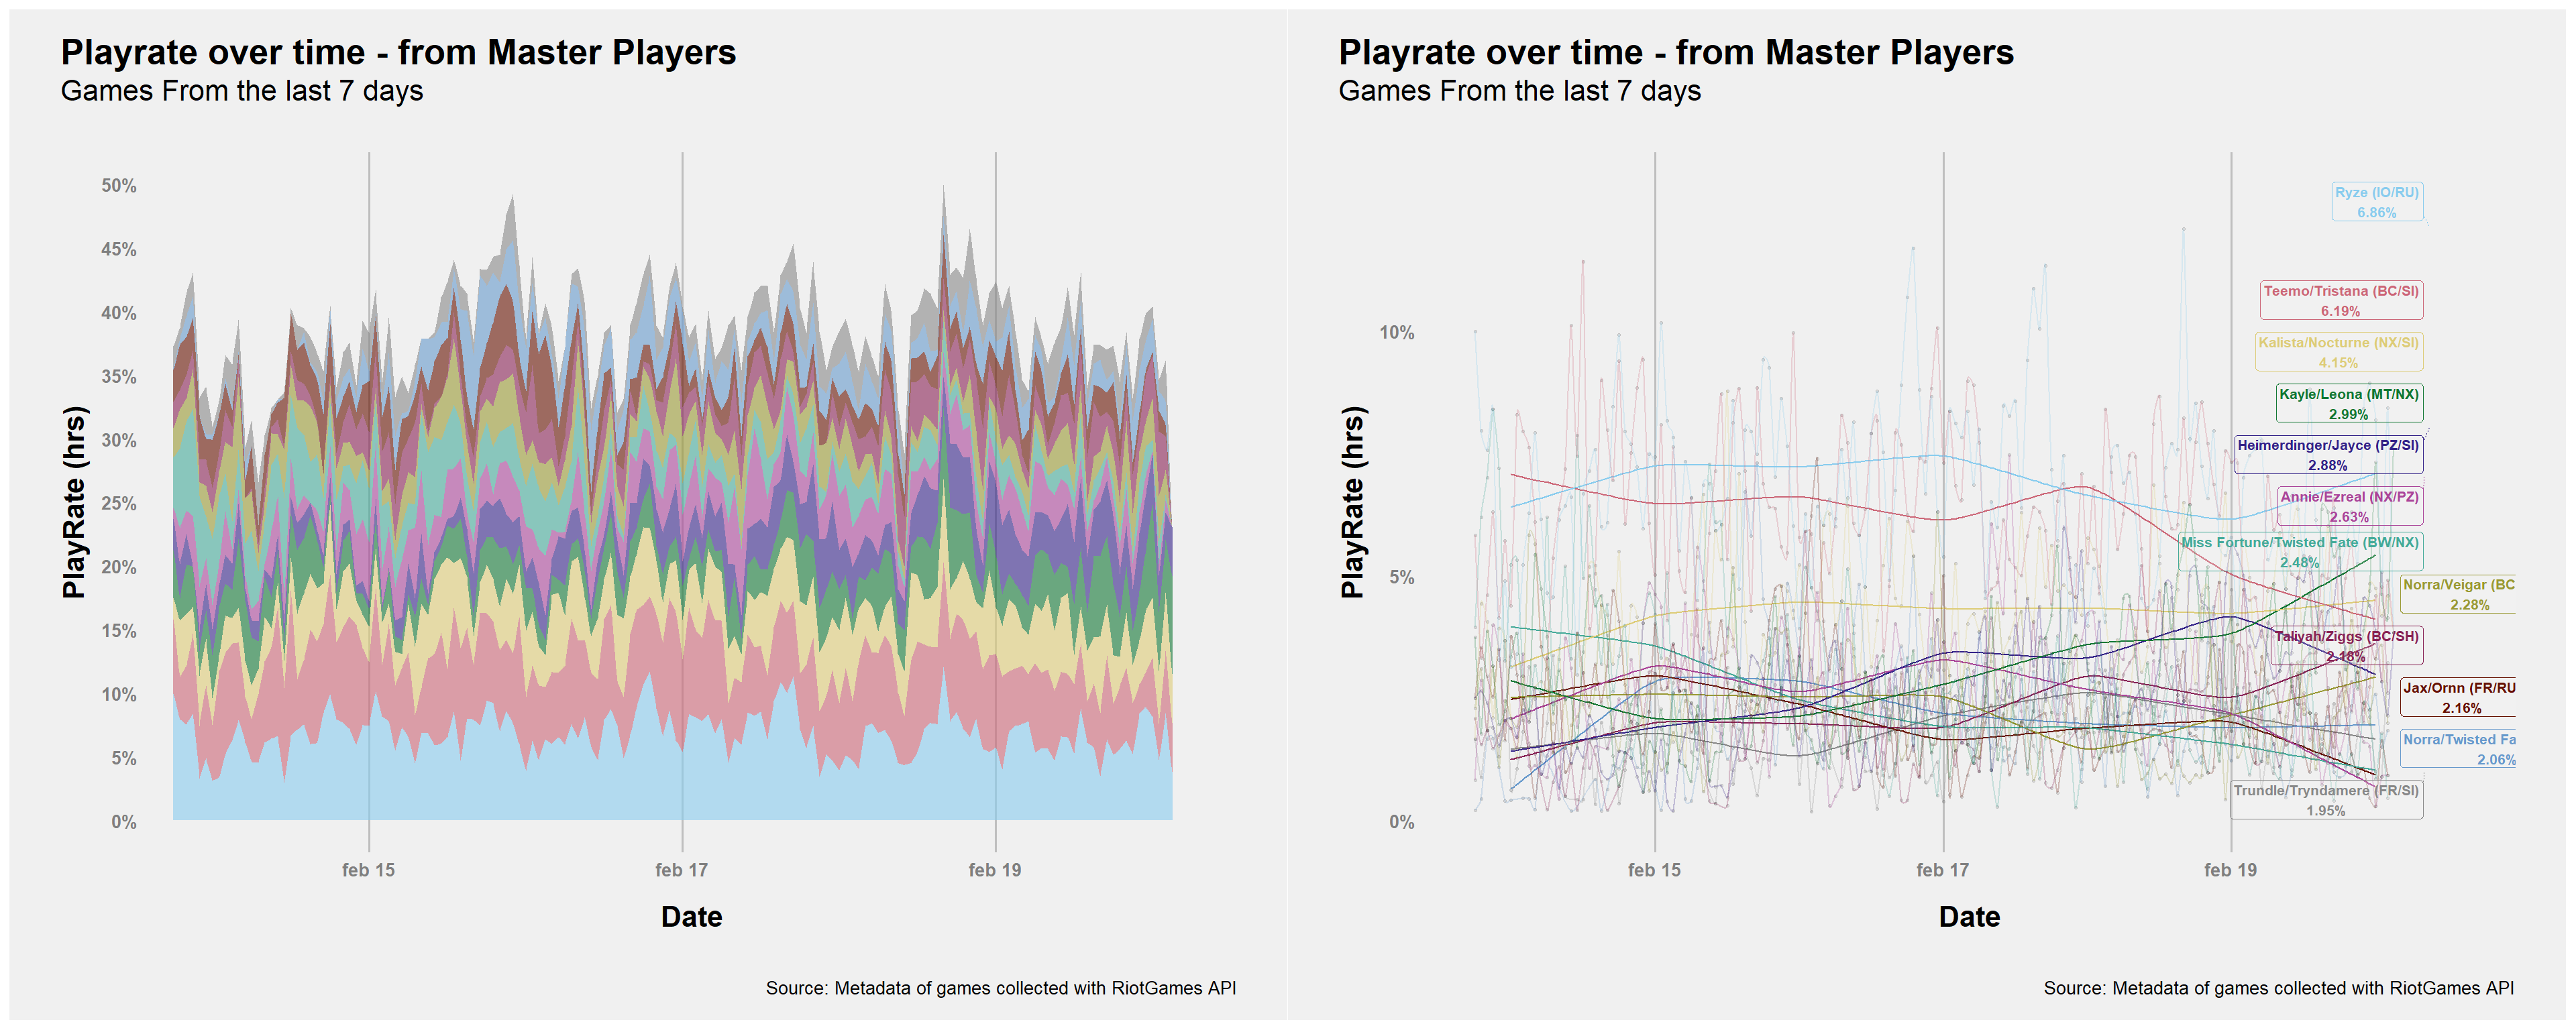 Playrate over time - from Master Players
Games From the last 7 days
50%
45%
40%
35%
30%
25%
20%
15%
10%
5%
0%
PlayRate (hrs)
feb 15
feb 17
feb 19
Date
Source: Metadata of games collected with RiotGames API
Playrate over time - from Master Players
Games From the last 7 days
10%
5%
0%
PlayRate (hrs)
Ryze (IO/RU)
6.86%
Teemo/Tristana (BC/SI)
6.19%
Kalista/Nocturne (NX/SI)
4.15%
Kayle/Leona (MT/NX)
2.99%
Heimerdinger/Jayce (PZ/SI)
2.88%
Annie/Ezreal (NX/PZ)
2.63%
Miss Fortune/Twisted Fate (BW/NX)
2.48%
Norra/Veigar (BC
2.28%
Taliyah/Ziggs (BC/SH)
2.18%
Jax/Ornn (FR/RU
2.16%
Norra/Twisted Fa
2.06%
Trundle/Tryndamere (FR/SI)
1.95%
feb 15
feb 17
feb 19
Date
Source: Metadata of games collected with RiotGames API